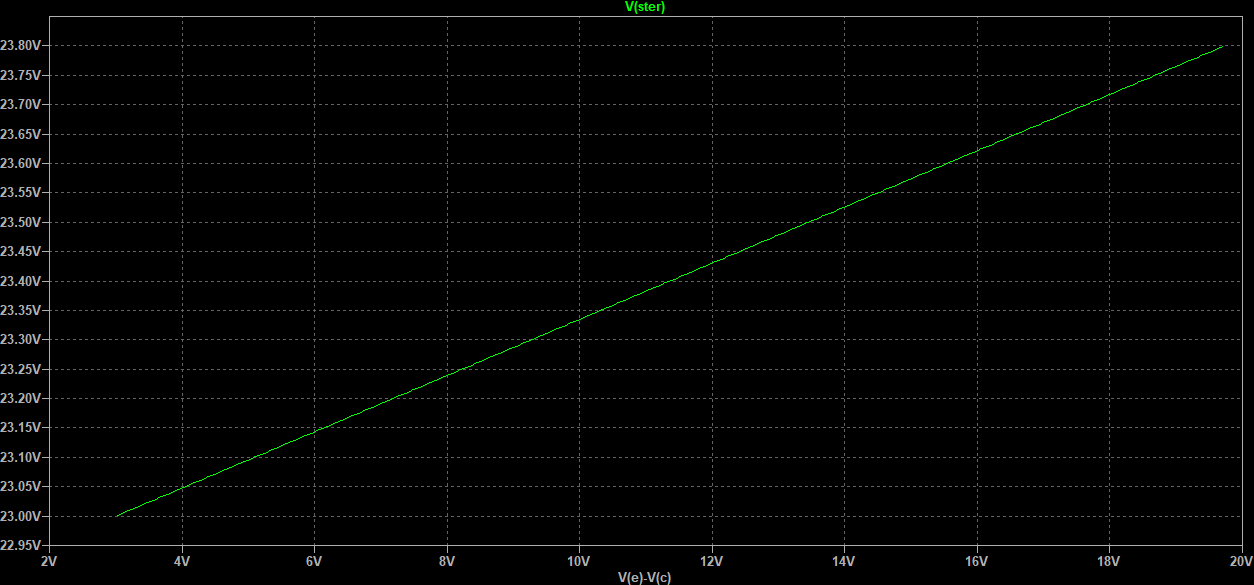 V(ster)
23.80V
23.75V
23.70V
23.65V
23.60V
23.55V
23.50V
23.45V
23.40V
23.35V
23.30V
23.25V
23.20V
23.15V
23.10V
23.05V
23.00V
22.95V
2V 4V 6V 8V 10V 12V 14V 16V 18V 20V
V(e)-V(c)